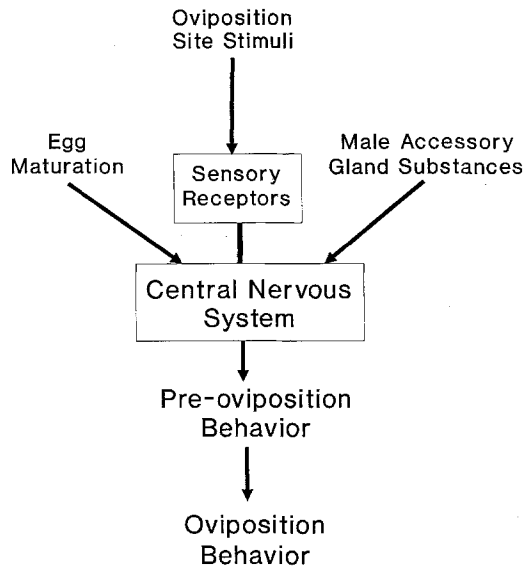 Oviposition
Site Stimuli
Egg
Maturation
Sensory
Receptors
Male Accessory
Gland Substances
Central Nervous
System
Pre-oviposition
Behavior
Oviposition
Behavior